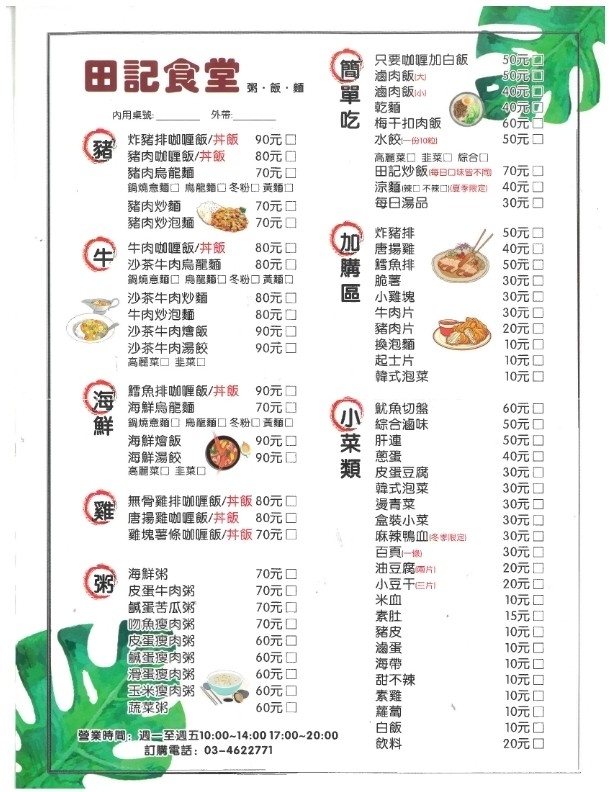 田記食堂 粥・飯・麵
內用桌號:________ 外帶:________
豬
炸豬排咖喱飯/丼飯 90元□
豬肉咖喱飯/丼飯 80元□
豬肉烏龍麵 70元□
鍋燒意麵□ 烏龍麵□ 冬粉□ 黃麵□
豬肉炒麵 70元□
豬肉炒泡麵 70元□
牛
牛肉咖喱飯/丼飯 80元□
沙茶牛肉烏龍麵 80元□
鍋燒意麵□ 烏龍麵□ 冬粉□ 黃麵□
沙茶牛肉炒麵 80元□
牛肉炒泡麵 80元□
沙茶牛肉燴飯 90元□
沙茶牛肉湯餃 90元□
高麗菜□ 韭菜□
海鮮
鱈魚排咖喱飯/丼飯 90元□
海鮮烏龍麵 70元□
鍋燒意麵□ 烏龍麵□ 冬粉□ 黃麵□
海鮮燴飯 90元□
海鮮湯餃 90元□
高麗菜□ 韭菜□
雞
無骨雞排咖喱飯/丼飯 80元□
唐揚雞咖喱飯/丼飯 80元□
雞塊薯條咖喱飯/丼飯 70元□
粥
海鮮粥 70元□
皮蛋牛肉粥 70元□
鹹蛋苦瓜粥 70元□
吻魚瘦肉粥 70元□
皮蛋瘦肉粥 60元□
鹹蛋瘦肉粥 60元□
滑蛋瘦肉粥 60元□
玉米瘦肉粥 60元□
蔬菜粥 60元□
營業時間：週一至週五10:00~14:00 17:00~20:00
訂購電話：03-4622771
簡單吃
只要咖喱加白飯 50元□
滷肉飯(大) 50元□
滷肉飯(小) 40元□
乾麵 40元□
梅干扣肉飯 60元□
水餃(一份10粒) 50元□
高麗菜□ 韭菜□ 綜合□
田記炒飯(每日口味皆不同) 70元□
涼麵(辣□ 不辣□)(夏季限定) 40元□
每日湯品 30元□
加購區
炸豬排 50元□
唐揚雞 40元□
鱈魚排 50元□
脆薯 30元□
小雞塊 30元□
牛肉片 30元□
豬肉片 20元□
換泡麵 10元□
起士片 10元□
韓式泡菜 10元□
小菜類
魷魚切盤 60元□
綜合滷味 50元□
肝連 50元□
蔥蛋 40元□
皮蛋豆腐 30元□
韓式泡菜 30元□
燙青菜 30元□
盒裝小菜 30元□
麻辣鴨血(冬季限定) 30元□
百頁(一條) 30元□
油豆腐(兩片) 20元□
小豆干(三片) 20元□
米血 10元□
素肚 15元□
豬皮 10元□
滷蛋 10元□
海帶 10元□
甜不辣 10元□
素雞 10元□
蘿蔔 10元□
白飯 10元□
飲料 20元□